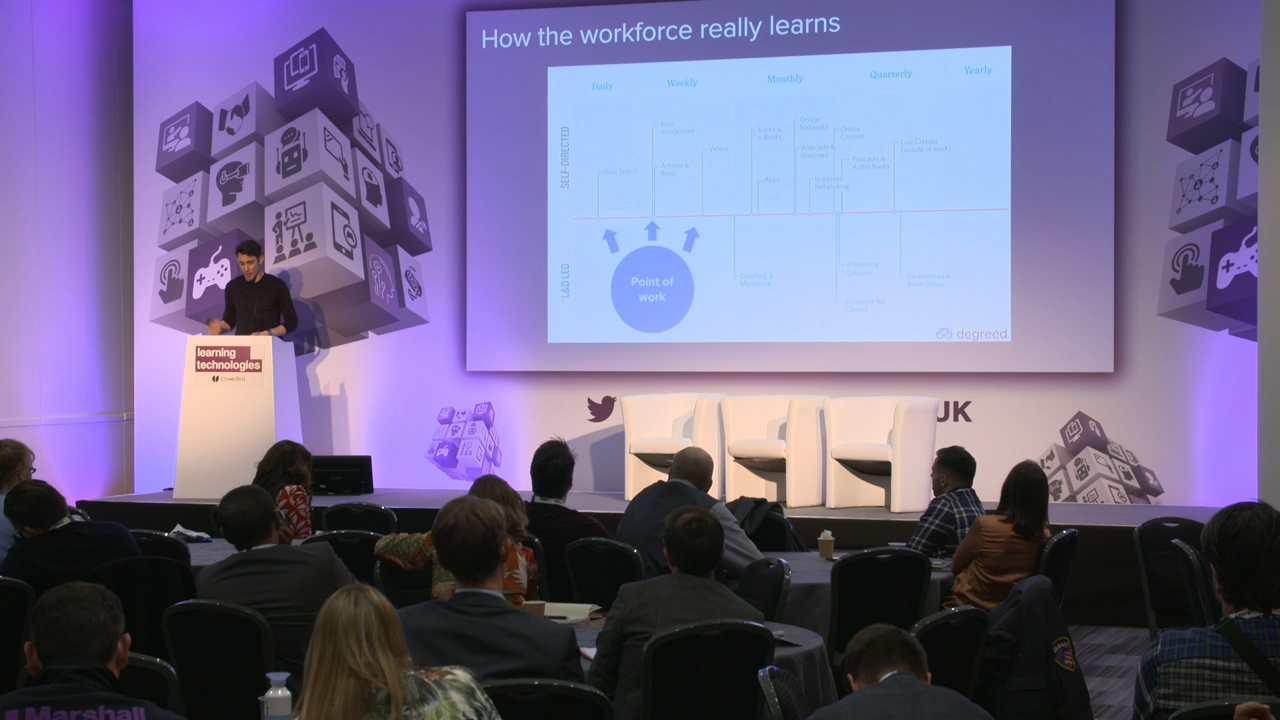 How the workforce really learns
Daily
Weekly
Monthly
Quarterly
Yearly
SELF-DIRECTED
Web Search
Peer
Interactions
Articles &
Blogs
Videos
Books &
e-Books
Apps
Online
Networks
Webcasts &
Webinars
In-person
Networking
Online
Courses
Podcasts &
Audio Books
Live Classes
(outside of work)
L&D LED
Point of
work
Coaching &
Mentoring
e-Learning
Courses
Conferences &
Trade Shows
degreed
learning
technologies
CloserStill
UK
Marshall